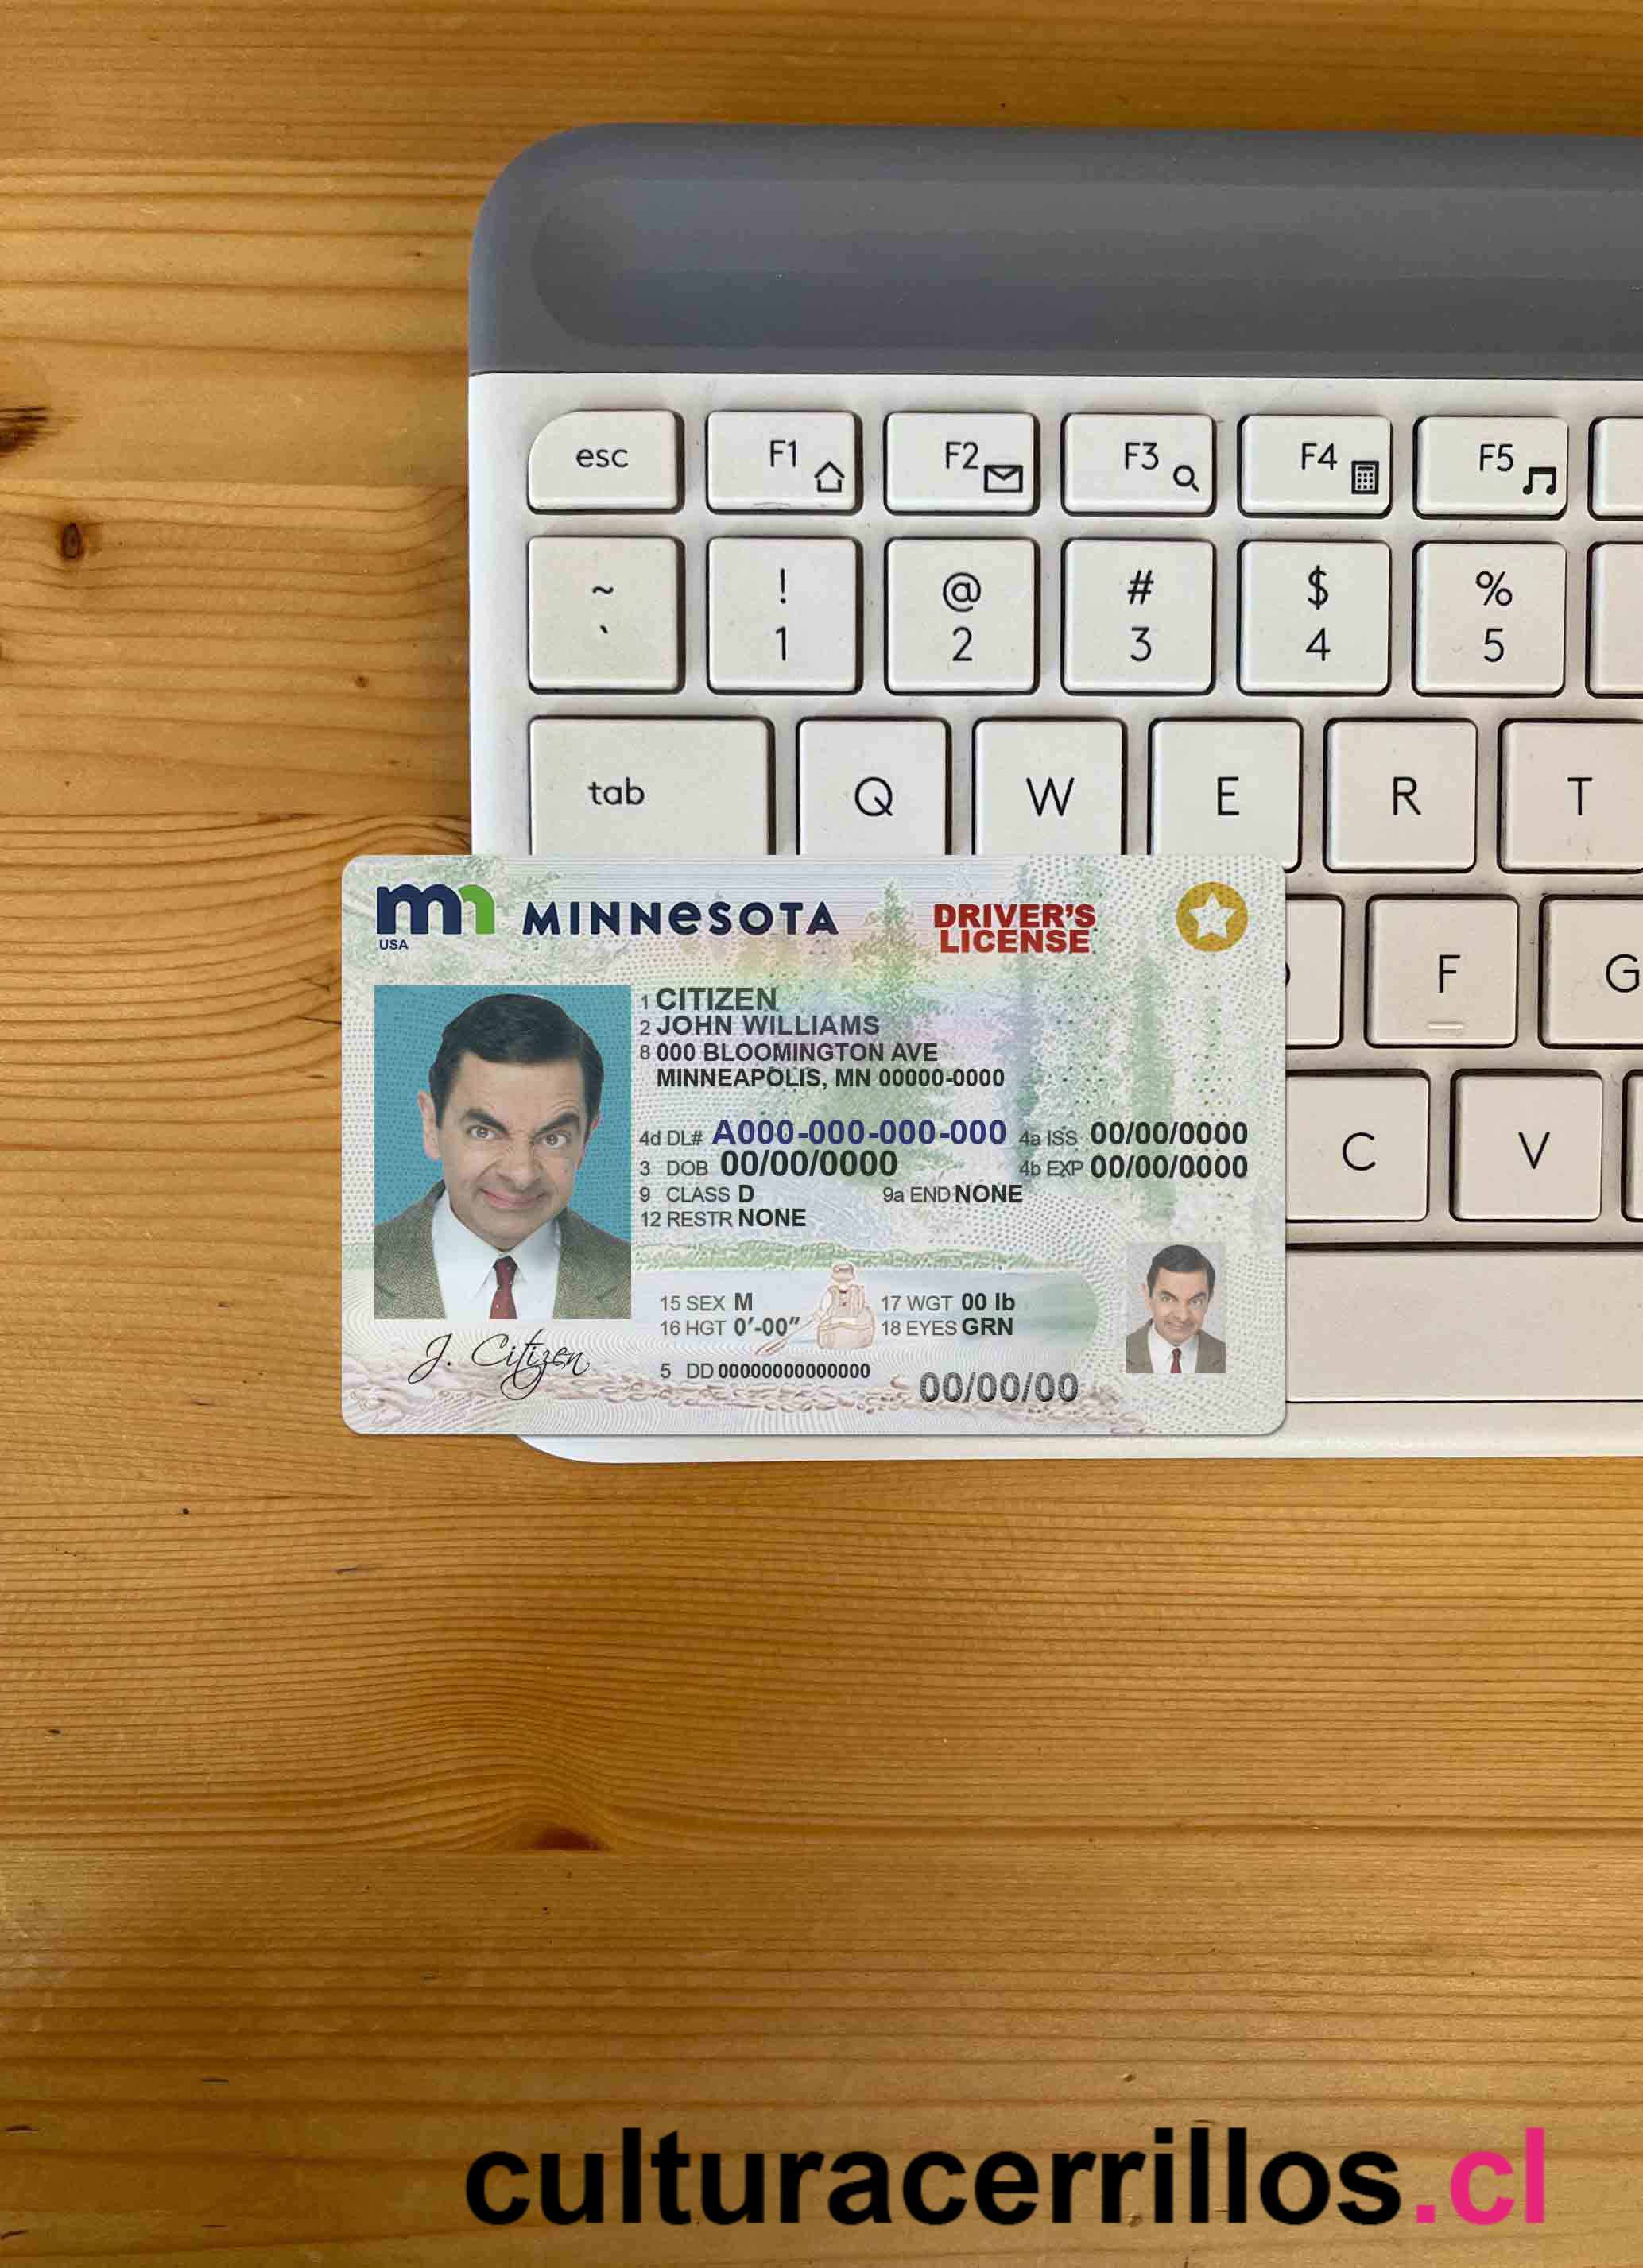 esc F1 F2 F3 F4 F5
~ ! @ # $ %
` 1 2 3 4 5
tab Q W E R T
mn MINNESOTA DRIVER'S
USA LICENSE
F G
1 CITIZEN
2 JOHN WILLIAMS
8 000 BLOOMINGTON AVE
MINNEAPOLIS, MN 00000-0000
4d DL# A000-000-000-000 4a ISS 00/00/0000
3 DOB 00/00/0000 4b EXP 00/00/0000
C V
9 CLASS D 9a END NONE
12 RESTR NONE
15 SEX M 17 WGT 00 lb
16 HGT 0'-00" 18 EYES GRN
J. Citizen
5 DD 00000000000000 00/00/00
culturacerrillos.cl